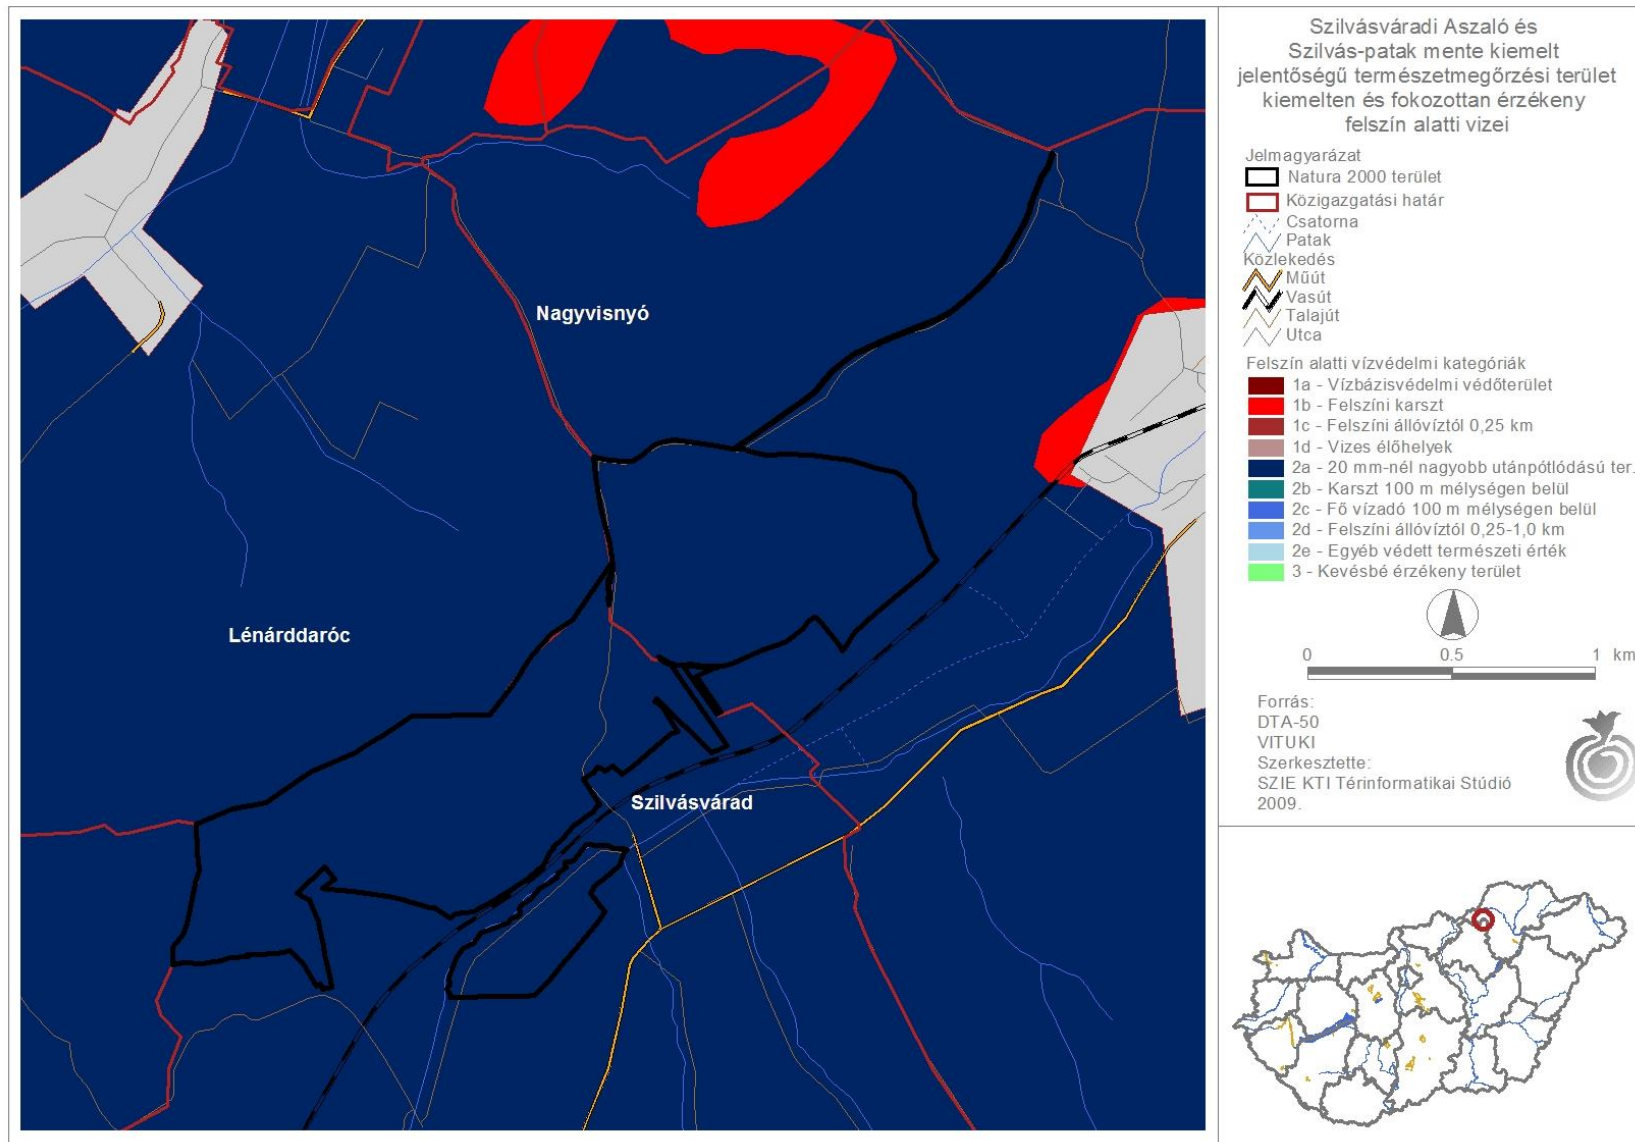 Szilvásváradi Aszaló és
Szilvás-patak mente kiemelt
jelentőségű természetmegőrzési terület
kiemelten és fokozottan érzékeny
felszín alatti vizei
Jelmagyarázat
Natura 2000 terület
Közigazgatási határ
Csatorna
Patak
Közlekedés
Műút
Vasút
Talajút
Utca
Felszín alatti vízvédelmi kategóriák
1a - Vízbázisvédelmi védőterület
1b - Felszíni karszt
1c - Felszíni állóvíztól 0,25 km
1d - Vizes élőhelyek
2a - 20 mm-nél nagyobb utánpótlódású ter.
2b - Karszt 100 m mélységen belül
2c - Fő vízadó 100 m mélységen belül
2d - Felszíni állóvíztól 0,25-1,0 km
2e - Egyéb védett természeti érték
3 - Kevésbé érzékeny terület
0 0.5 1 km
Forrás:
DTA-50
VITUKI
Szerkesztette:
SZIE KTI Térinformatikai Stúdió
2009.
Nagyvisnyó
Lénárddaróc
Szilvásvárad